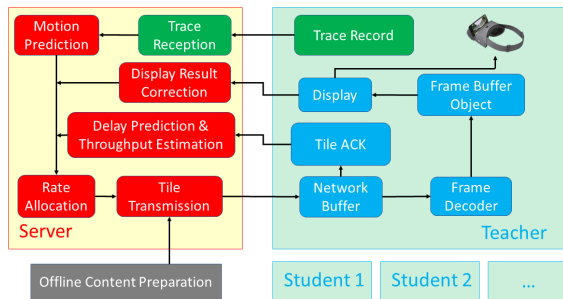 Motion
Prediction
Trace
Reception
Trace Record
Display Result
Correction
Display
Frame Buffer
Object
Delay Prediction &
Throughput Estimation
Tile ACK
Rate
Allocation
Tile
Transmission
Network
Buffer
Frame
Decoder
Server
Teacher
Offline Content Preparation
Student 1
Student 2
...